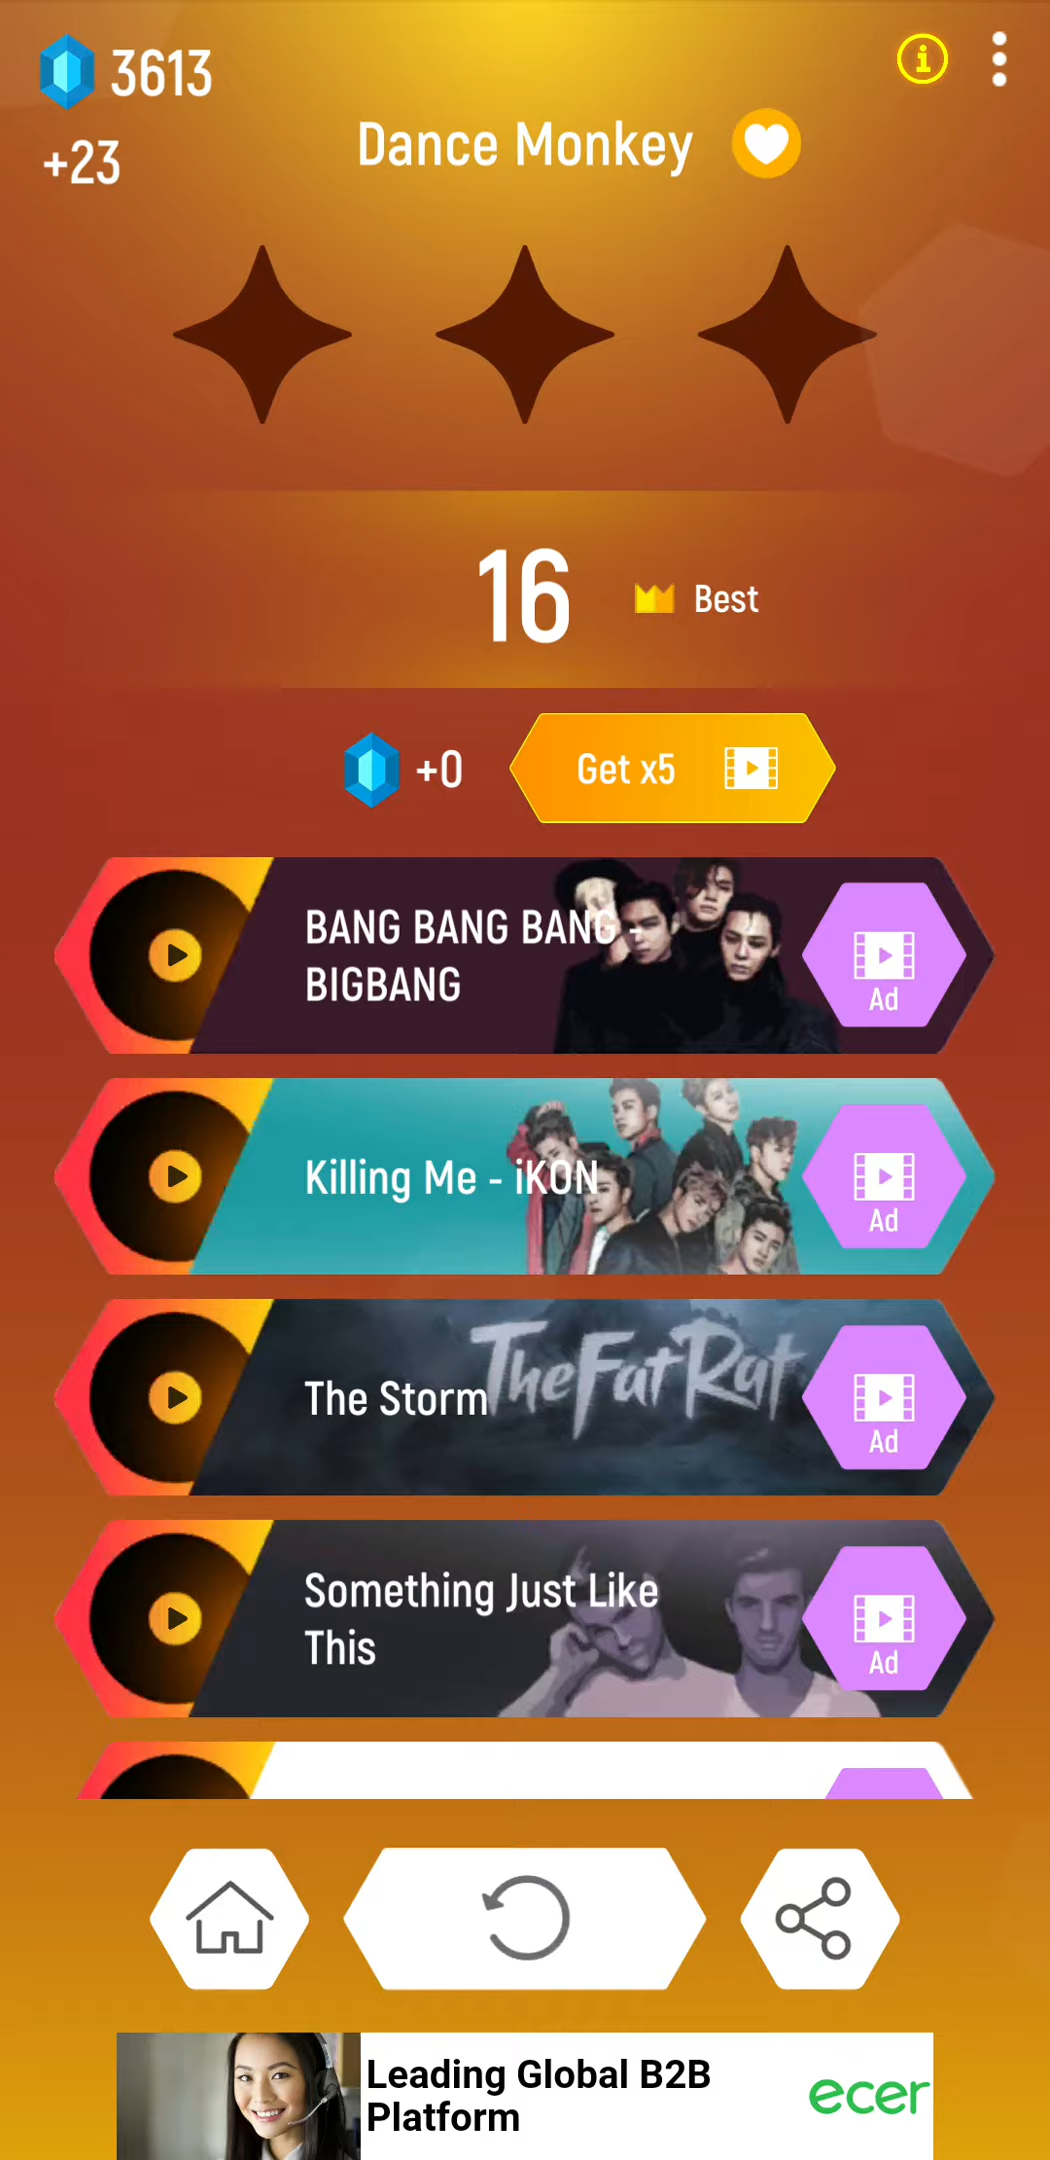 3613
+23
Dance Monkey
16
Best
+0
Get x5
BANG BANG BANG -
BIGBANG
Ad
Killing Me - iKON
Ad
The Storm
TheFatRat
Ad
Something Just Like
This
Ad
Leading Global B2B
Platform
ecer